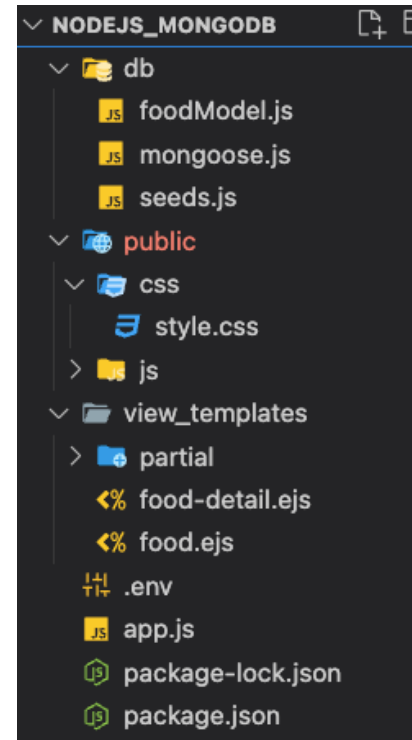 NODEJS_MONGODB
db
foodModel.js
mongoose.js
seeds.js
public
css
style.css
js
view_templates
partial
food-detail.ejs
food.ejs
.env
app.js
package-lock.json
package.json